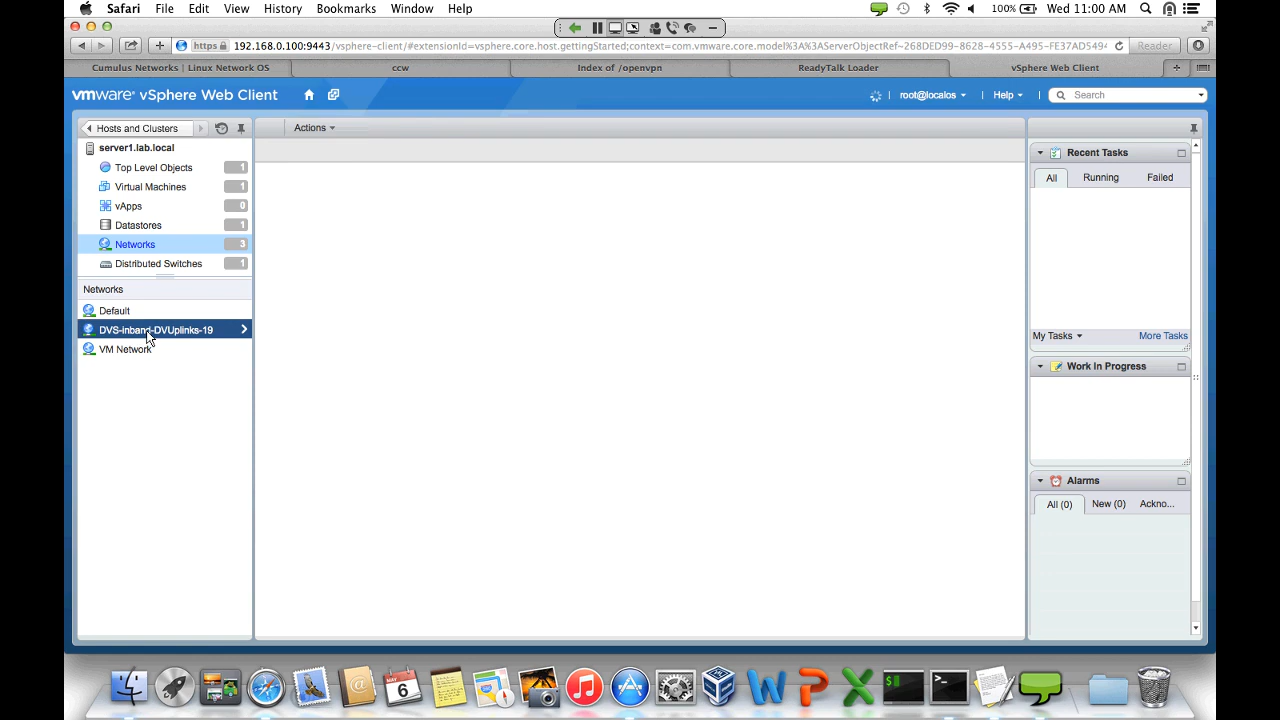 Safari File Edit View History Bookmarks Window Help 100% Wed 11:00 AM
https 192.168.0.100:9443/vsphere-client/#extensionId=vsphere.core.host.gettingStarted;context=com.vmware.core.model%3A%3AServerObjectRef~268DED99-8628-4555-A495-FE37AD5494 Reader
Cumulus Networks | Linux Network OS ccw Index of /openvpn ReadyTalk Loader vSphere Web Client
vmware® vSphere Web Client root@localos Help Search
Hosts and Clusters
Actions
server1.lab.local
Top Level Objects 1
Virtual Machines 1
vApps 0
Datastores 1
Networks 3
Distributed Switches 1
Networks
Default
DVS-inband-DVUplinks-19
VM Network
Recent Tasks
All Running Failed
My Tasks More Tasks
Work In Progress
Alarms
All (0) New (0) Ackno...
MAY
6
W P X $ >_